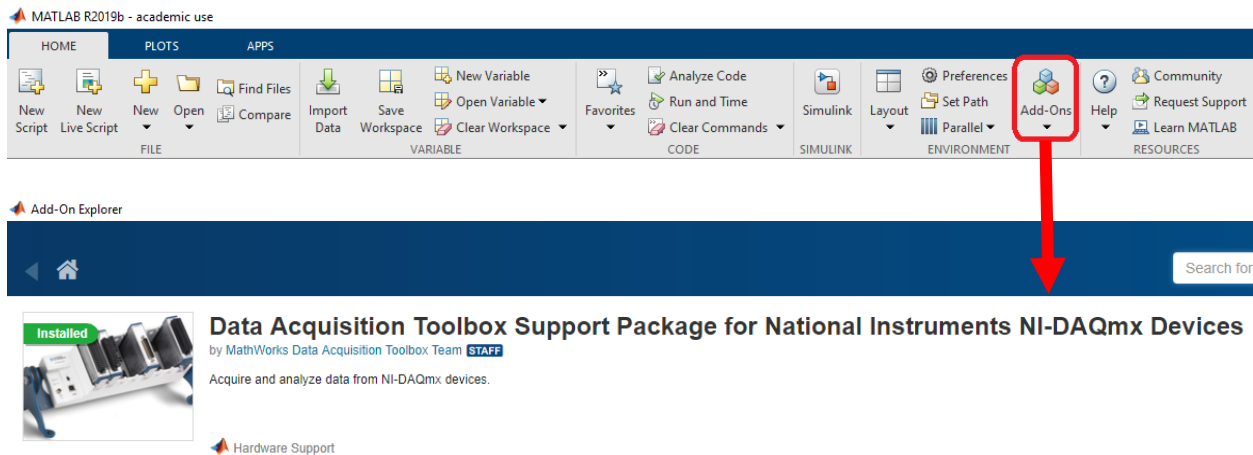 MATLAB R2019b - academic use
HOME PLOTS APPS
New Script
New Live Script
New
Open
Find Files
Compare
FILE
Import Data
Save Workspace
New Variable
Open Variable
Clear Workspace
VARIABLE
Favorites
Analyze Code
Run and Time
Clear Commands
CODE
Simulink
SIMULINK
Layout
Preferences
Set Path
Parallel
Add-Ons
ENVIRONMENT
Help
Community
Request Support
Learn MATLAB
RESOURCES
Add-On Explorer
Search for
Installed
Data Acquisition Toolbox Support Package for National Instruments NI-DAQmx Devices
by MathWorks Data Acquisition Toolbox Team STAFF
Acquire and analyze data from NI-DAQmx devices.
Hardware Support